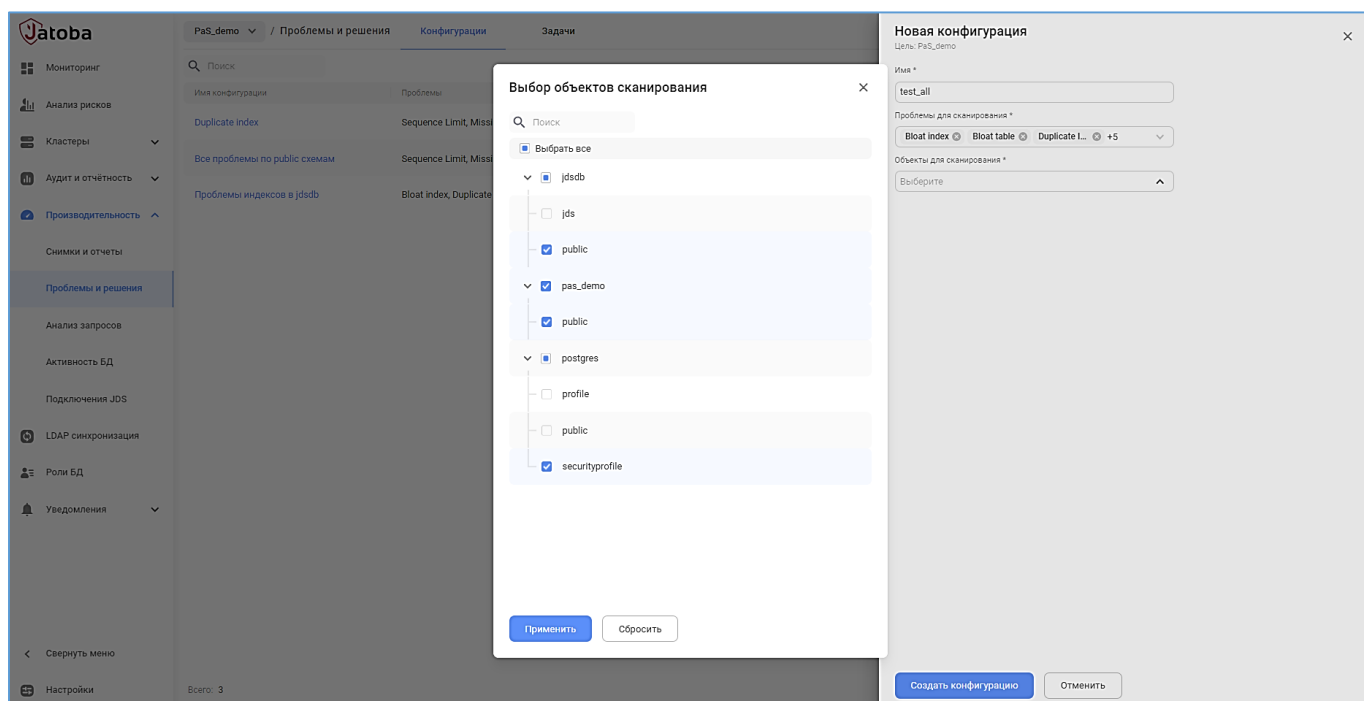 Jatoba
PaS_demo / Проблемы и решения Конфигурации Задачи
Мониторинг
Анализ рисков
Кластеры
Аудит и отчётность
Производительность
Снимки и отчеты
Проблемы и решения
Анализ запросов
Активность БД
Подключения JDS
LDAP синхронизация
Роли БД
Уведомления
Свернуть меню
Настройки
Поиск
Имя конфигурации Проблемы
Duplicate index Sequence Limit, Missi
Все проблемы по public схемам Sequence Limit, Missi
Проблемы индексов в jdsdb Bloat index, Duplicate
Всего: 3
Выбор объектов сканирования
Поиск
Выбрать все
jdsdb
jds
public
pas_demo
public
postgres
profile
public
securityprofile
Применить Сбросить
Новая конфигурация
Цель: PaS_demo
Имя *
test_all
Проблемы для сканирования *
Bloat index Bloat table Duplicate I... +5
Объекты для сканирования *
Выберите
Создать конфигурацию Отменить